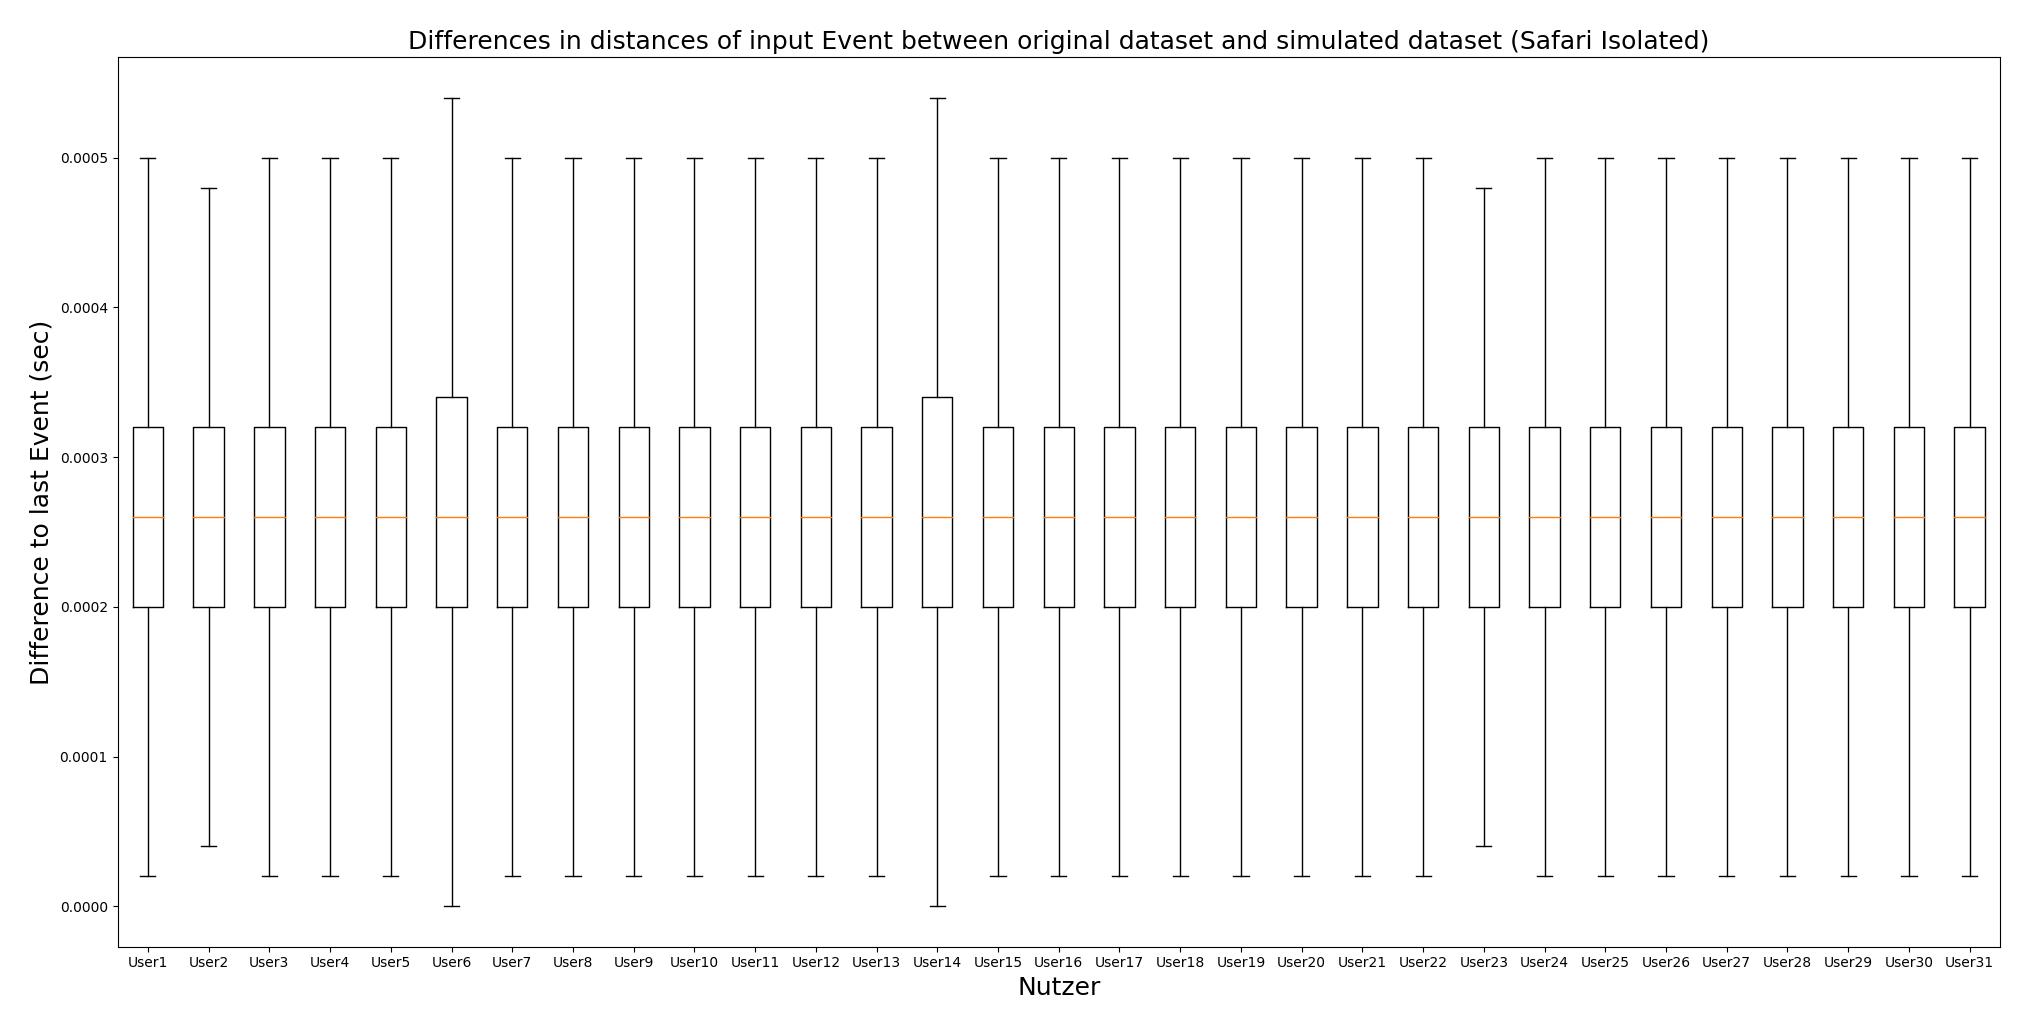 Differences in distances of input Event between original dataset and simulated dataset (Safari Isolated)
Difference to last Event (sec)
0.0005
0.0004
0.0003
0.0002
0.0001
0.0000
User1 User2 User3 User4 User5 User6 User7 User8 User9 User10 User11 User12 User13 User14 User15 User16 User17 User18 User19 User20 User21 User22 User23 User24 User25 User26 User27 User28 User29 User30 User31
Nutzer